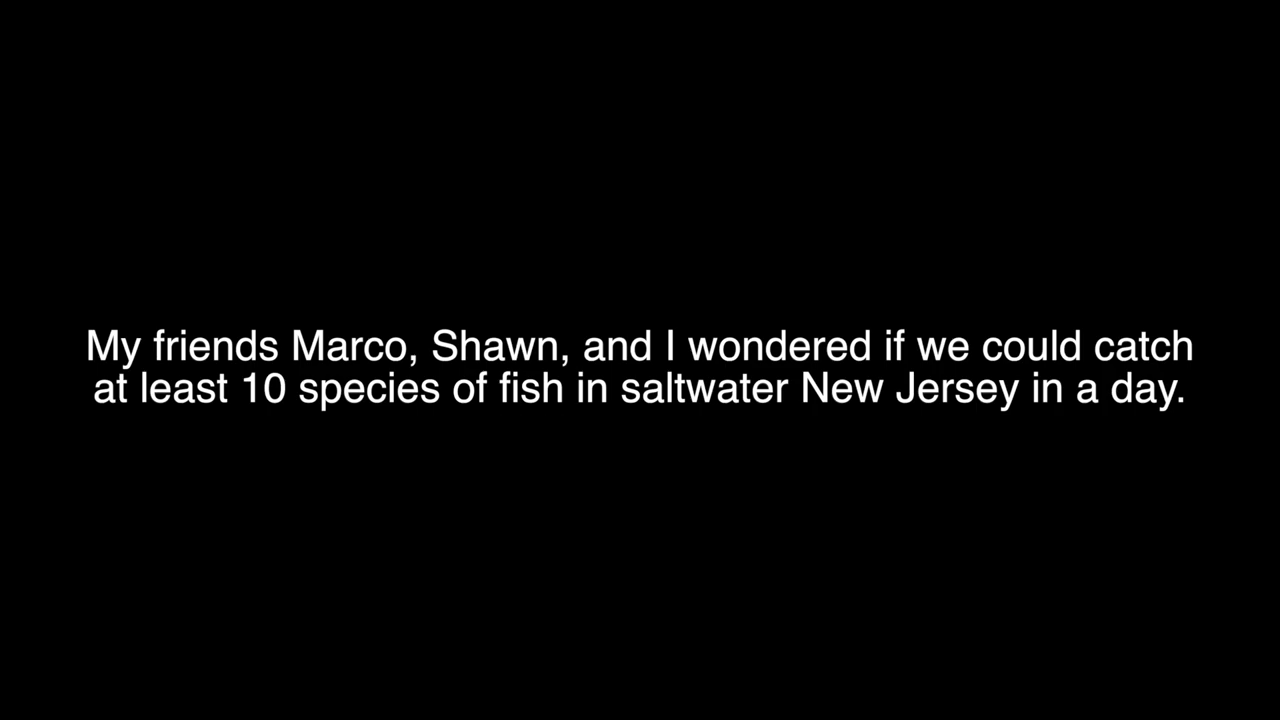 My friends Marco, Shawn, and I wondered if we could catch
at least 10 species of fish in saltwater New Jersey in a day.